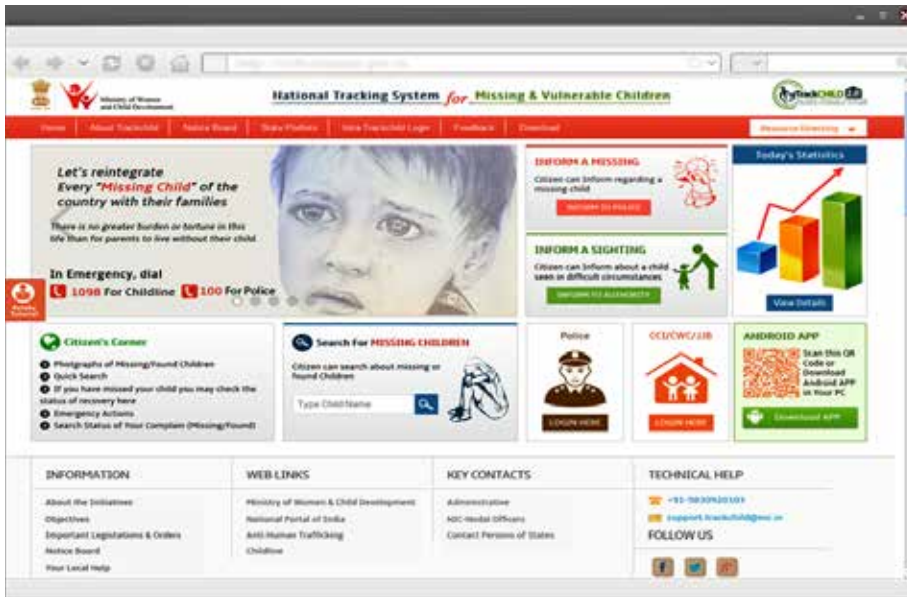 Ministry of Women
and Child Development
National Tracking System for Missing & Vulnerable Children
TrackCHILD
Home
About Trackchild
Notice Board
State Platform
Feedback
Download
Resource Directory
Let's reintegrate
Every "Missing Child" of the
country with their families
There is no greater burden or torture in this
life than for parents to live without their child.
In Emergency, dial
1098 For Childline 100 For Police
INFORM A MISSING
Citizen can Inform regarding a
missing child
INFORM TO POLICE
INFORM A SIGHTING
Citizen can Inform about a child
seen in difficult circumstances
INFORM TO AUTHORITY
Today's Statistics
View Details
Citizen's Corner
Photgraphs of Missing/Found Children
Quick Search
If you have missed your child you may check the
status of recovery here
Emergency Actions
Search Status of Your Complain (Missing/Found)
Search For MISSING CHILDREN
Citizen can search about missing or
found Children
Type Child Name
Police
LOGIN HERE
CCI/CWC/JJB
LOGIN HERE
ANDROID APP
Scan this QR
Code or
Download
Android APP
in Your PC
Download APP
INFORMATION
About the Initiatives
Objectives
Important Legistations & Orders
Notice Board
Your Local Help
WEB LINKS
Ministry of Women & Child Development
National Portal of India
Anti Human Trafficking
Childline
KEY CONTACTS
Administrative
NIC-Nodal Officers
Contact Persons of States
TECHNICAL HELP
support.trackchild@nic.in
FOLLOW US